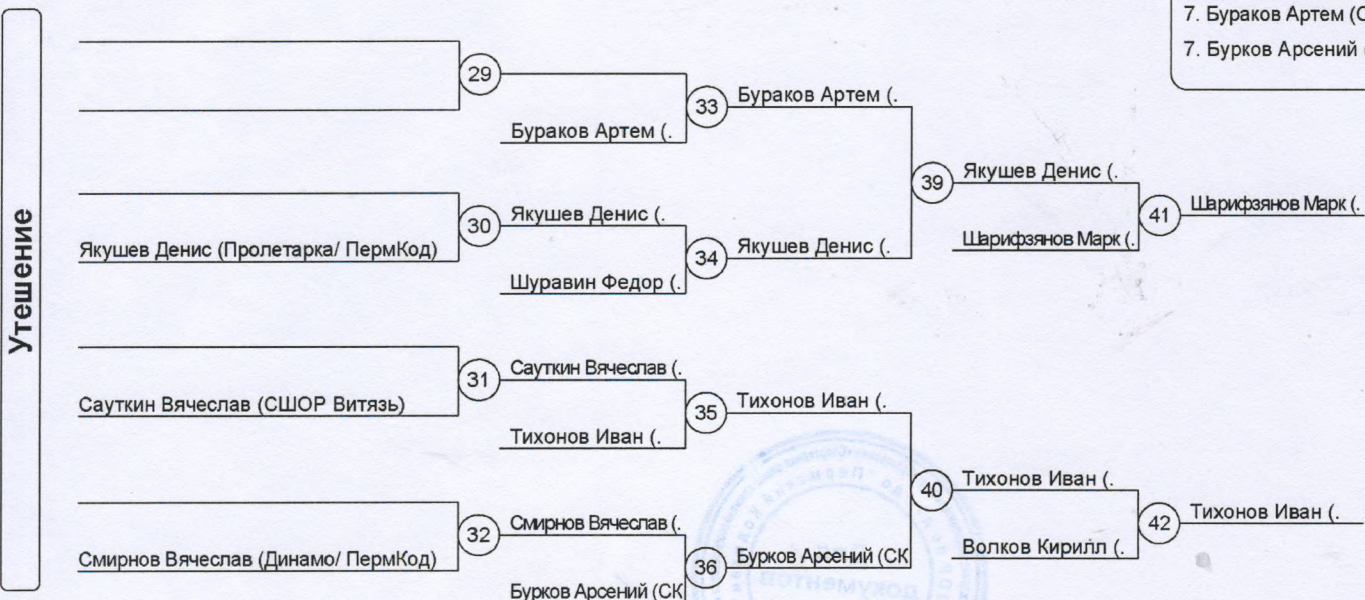 7. Бураков Артем (С
7. Бурков Арсений (
Утешение
29
Бураков Артем (.
33
Бураков Артем (.
30
Якушев Денис (Пролетарка/ ПермКод)
Якушев Денис (.
Шуравин Федор (.
34
Якушев Денис (.
39
Якушев Денис (.
Шарифзянов Марк (.
41
Шарифзянов Марк (.
31
Сауткин Вячеслав (СШОР Витязь)
Сауткин Вячеслав (.
Тихонов Иван (.
35
Тихонов Иван (.
32
Смирнов Вячеслав (Динамо/ ПермКод)
Смирнов Вячеслав (.
Бурков Арсений (СК
36
Бурков Арсений (СК
40
Тихонов Иван (.
Волков Кирилл (.
42
Тихонов Иван (.
документов